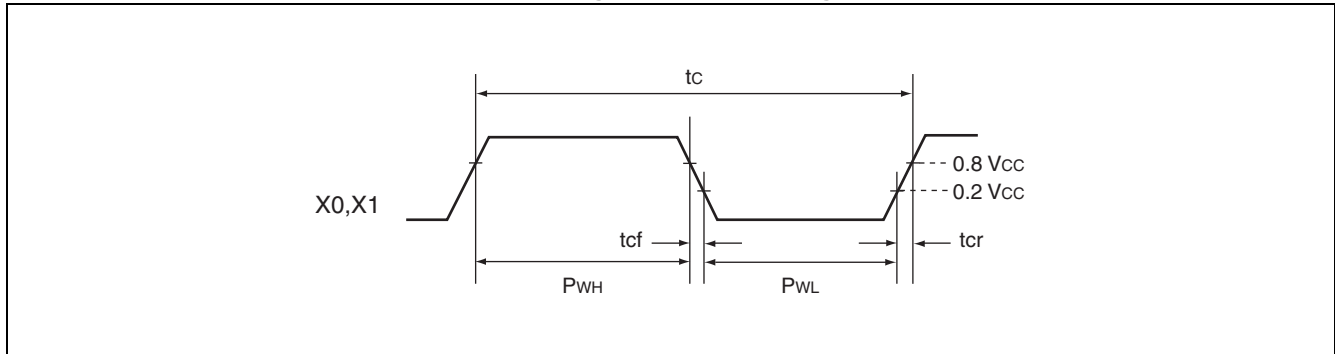 tC
0.8 VCC
0.2 VCC
X0,X1
tcf
tcr
PWH
PWL